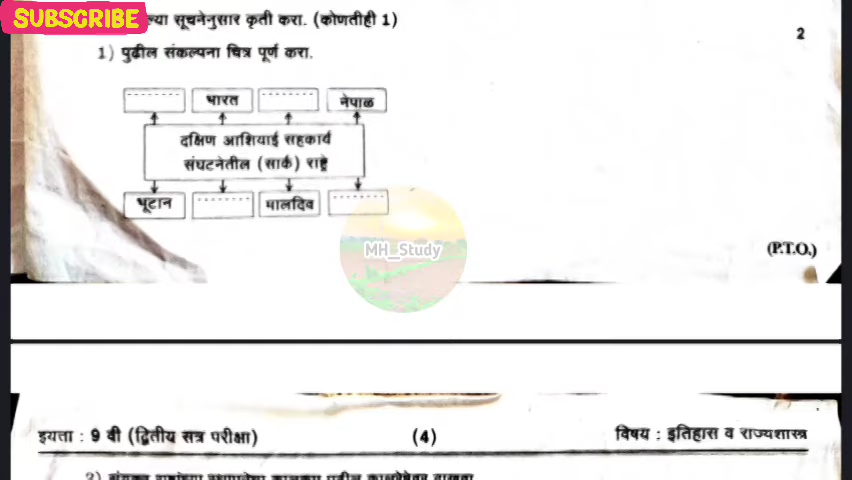 SUBSCRIBE
ल्या सूचनेनुसार कृती करा. (कोणतीही 1)
2
1) पुढील संकल्पना चित्र पूर्ण करा.
भारत
नेपाळ
दक्षिण आशियाई सहकार्य
संघटनेतील (सार्क) राष्ट्रे
भूटान
मालदिव
MH_Study
(P.T.O.)
इयत्ता : 9 वी (द्वितीय सत्र परीक्षा)
(4)
विषय : इतिहास व राज्यशास्त्र